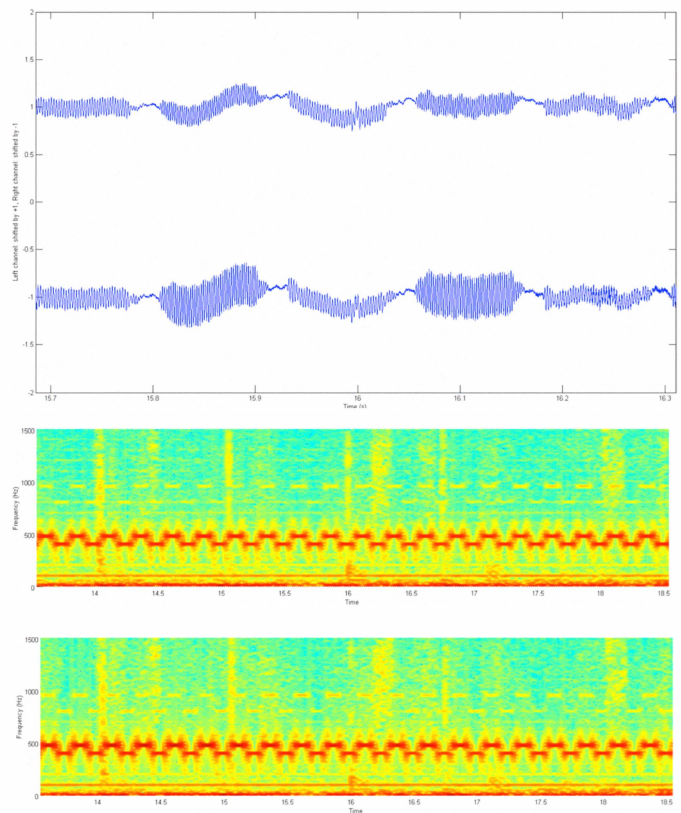 2
1.5
1
0.5
0
-0.5
-1
-1.5
-2
Left channel shifted by +1, Right channel shifted by -1
15.7 15.8 15.9 16 16.1 16.2 16.3
Time (s)
1500
1000
500
0
Frequency (Hz)
14 14.5 15 15.5 16 16.5 17 17.5 18 18.5
Time
1500
1000
500
0
Frequency (Hz)
14 14.5 15 15.5 16 16.5 17 17.5 18 18.5
Time